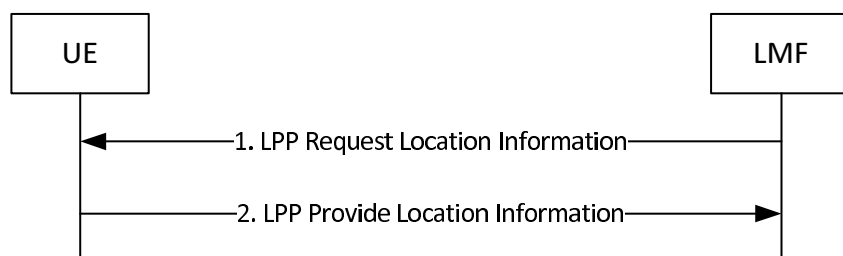 UE
LMF
1. LPP Request Location Information
2. LPP Provide Location Information